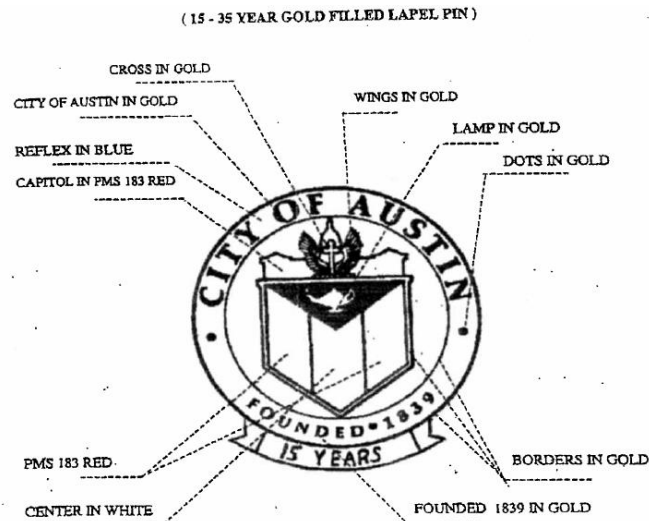 ( 15 - 35 YEAR GOLD FILLED LAPEL PIN )
CROSS IN GOLD
WINGS IN GOLD
CITY OF AUSTIN IN GOLD
LAMP IN GOLD
REFLEX IN BLUE
DOTS IN GOLD
CAPITOL IN PMS 183 RED
CITY OF AUSTIN
FOUNDED • 1839
15 YEARS
PMS 183 RED
BORDERS IN GOLD
CENTER IN WHITE
FOUNDED 1839 IN GOLD